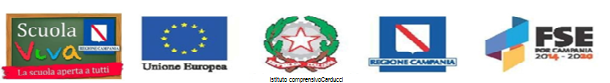 Scuola
Viva
REGIONE CAMPANIA
La scuola aperta a tutti
Unione Europea
REGIONE CAMPANIA
FSE
POR CAMPANIA
2014 - 2020
Istituto comprensivoCarducci